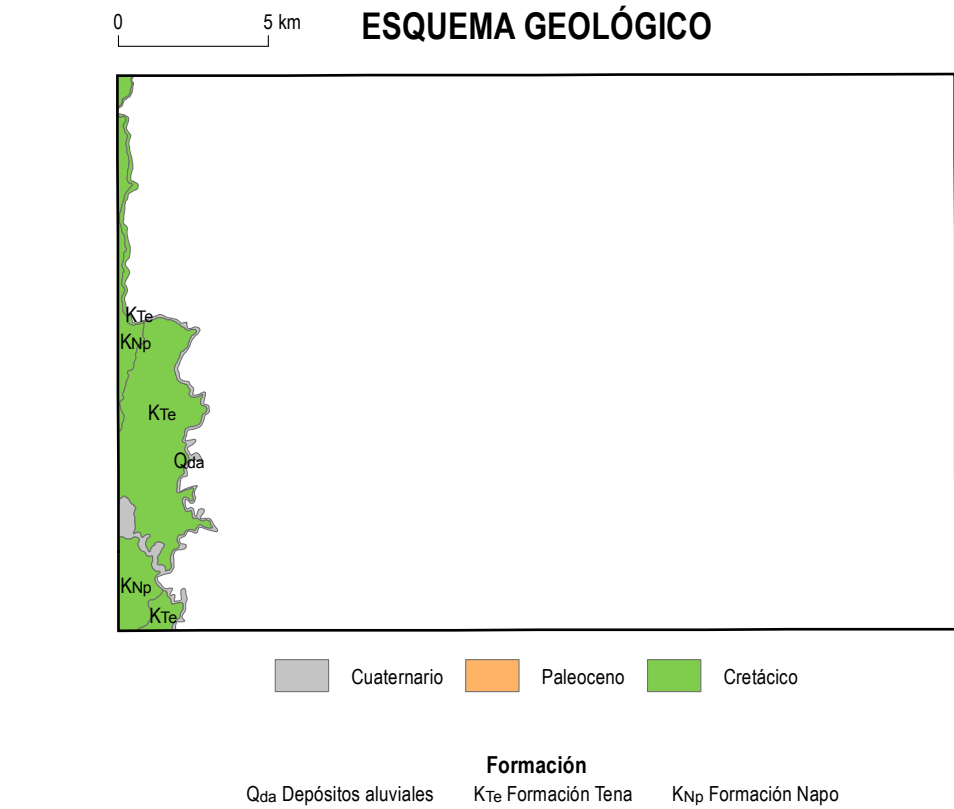 0 5 km ESQUEMA GEOLÓGICO
KTe
KNp
KTe
Qda
KNp
KTe
Cuaternario Paleoceno Cretácico
Formación
Qda Depósitos aluviales KTe Formación Tena KNp Formación Napo